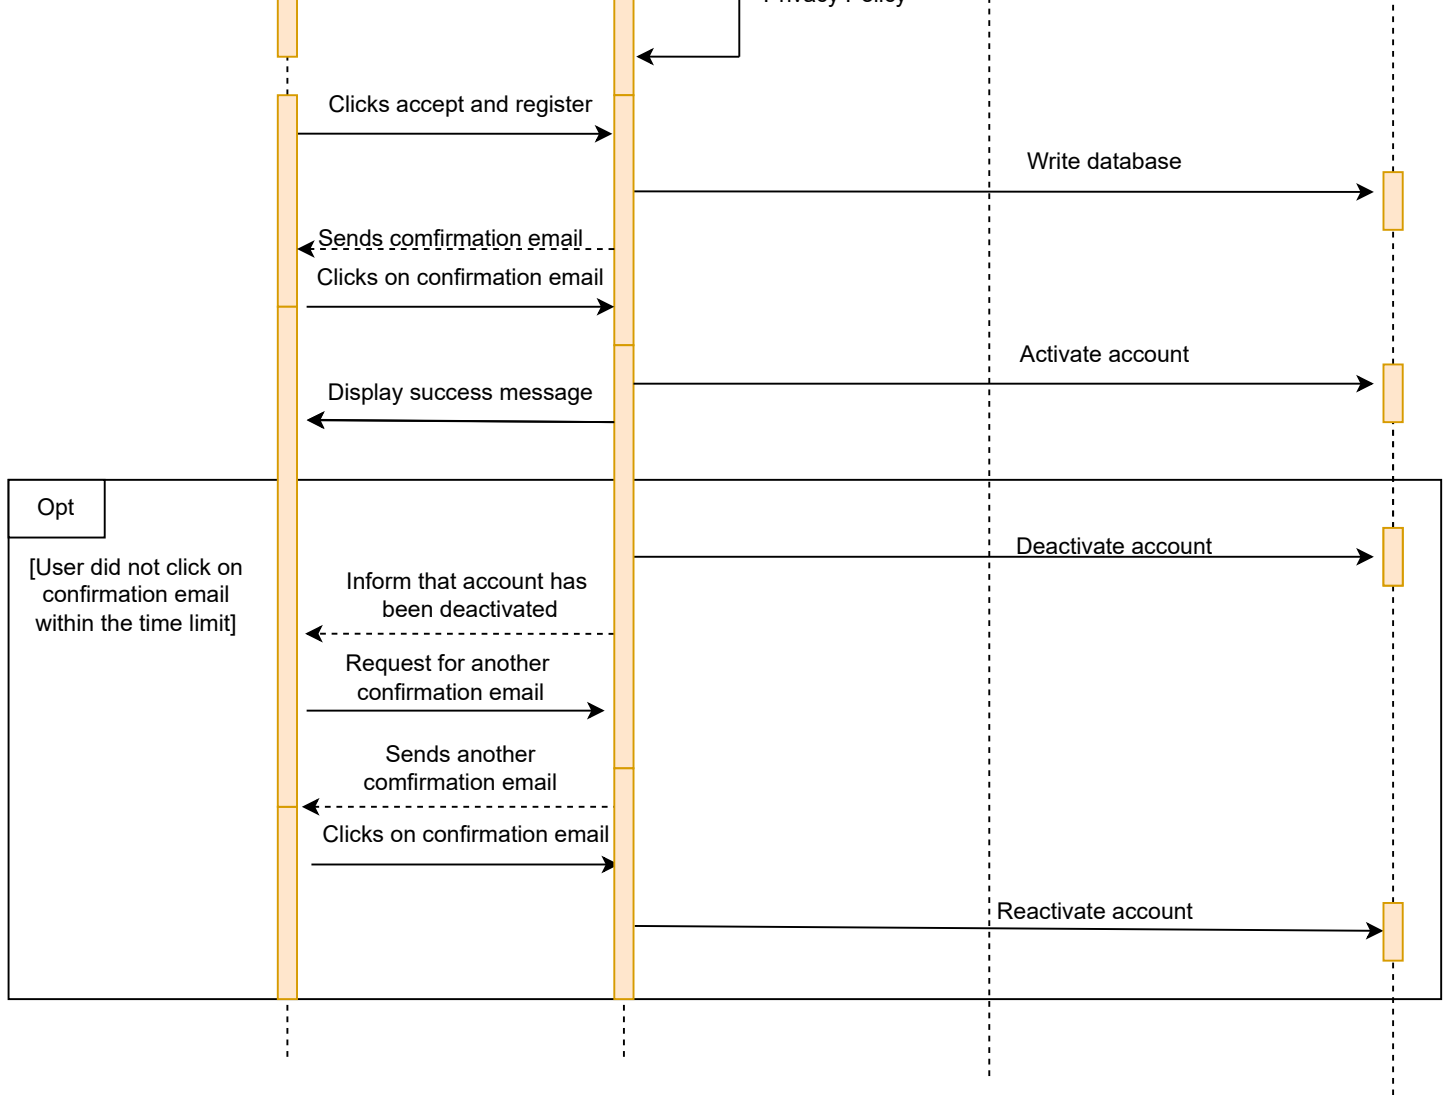 Privacy Policy
Clicks accept and register
Write database
Sends comfirmation email
Clicks on confirmation email
Activate account
Display success message
Opt
[User did not click on
confirmation email
within the time limit]
Deactivate account
Inform that account has
been deactivated
Request for another
confirmation email
Sends another
comfirmation email
Clicks on confirmation email
Reactivate account